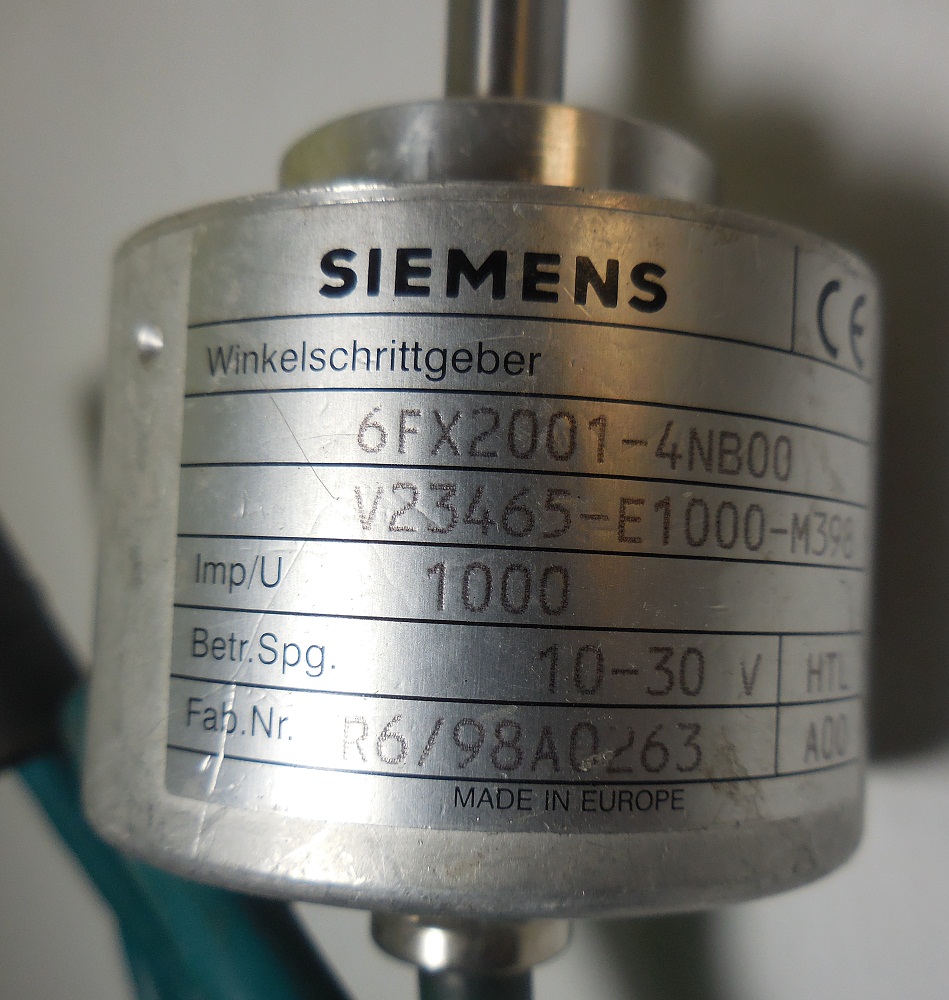 SIEMENS CE
Winkelschrittgeber
6FX2001-4NB00
V23465-E1000-M398
Imp/U 1000
Betr.Spg. 10-30 V HTL
Fab.Nr. R6/98A0263 A00
MADE IN EUROPE